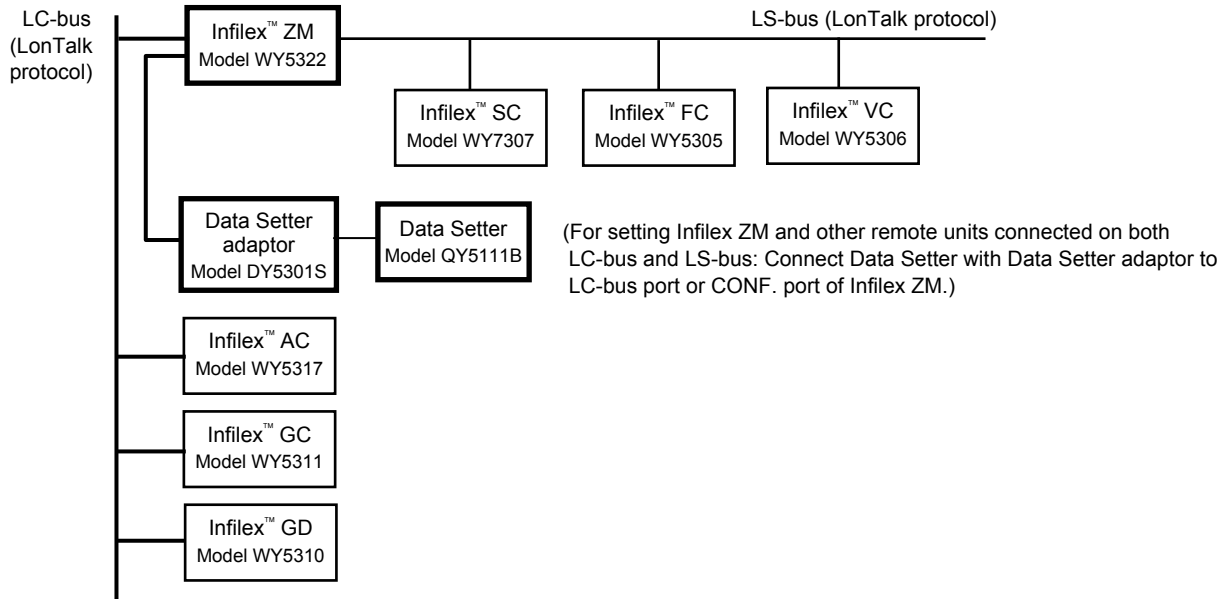 LC-bus
(LonTalk
protocol)
Infilex™ ZM
Model WY5322
LS-bus (LonTalk protocol)
Infilex™ SC
Model WY7307
Infilex™ FC
Model WY5305
Infilex™ VC
Model WY5306
Data Setter
adaptor
Model DY5301S
Data Setter
Model QY5111B
(For setting Infilex ZM and other remote units connected on both
LC-bus and LS-bus: Connect Data Setter with Data Setter adaptor to
LC-bus port or CONF. port of Infilex ZM.)
Infilex™ AC
Model WY5317
Infilex™ GC
Model WY5311
Infilex™ GD
Model WY5310